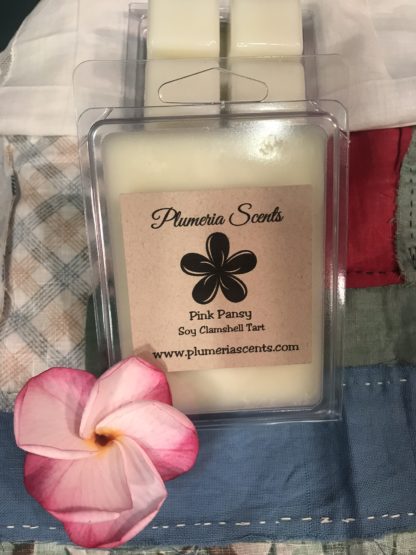 Plumeria Scents
Pink Pansy
Soy Clamshell Tart
www.plumeriascents.com